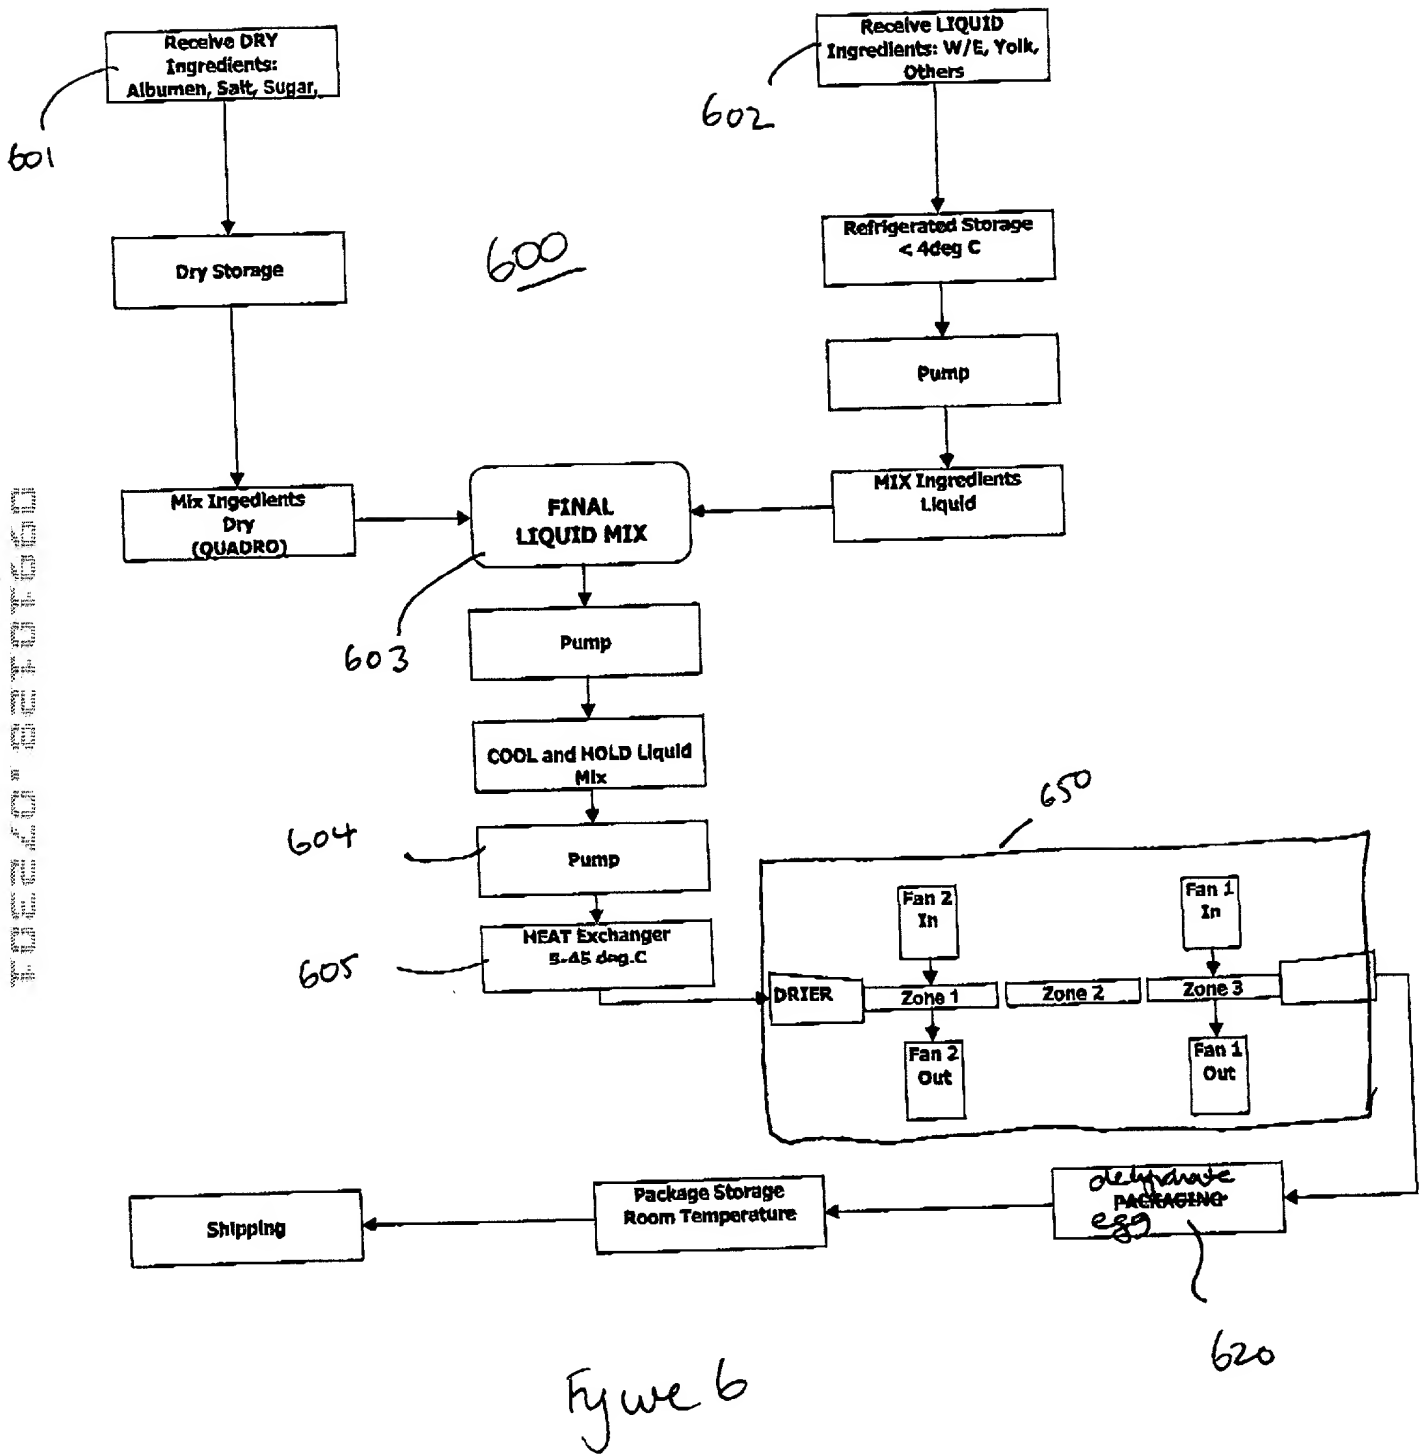 Receive DRY
Ingredients:
Albumen, Salt, Sugar,
601
Receive LIQUID
Ingredients: W/E, Yolk,
Others
602
Dry Storage
600
Refrigerated Storage
< 4deg C
Pump
Mix Ingedients
Dry
(QUADRO)
FINAL
LIQUID MIX
MIX Ingredients
Liquid
603
Pump
COOL and HOLD Liquid
Mix
604
Pump
605
HEAT Exchanger
5-45 deg.C
650
Fan 2
In
Fan 1
In
DRIER
Zone 1
Zone 2
Zone 3
Fan 2
Out
Fan 1
Out
Shipping
Package Storage
Room Temperature
dehydrate
PACKAGING
egg
620
Figure 6